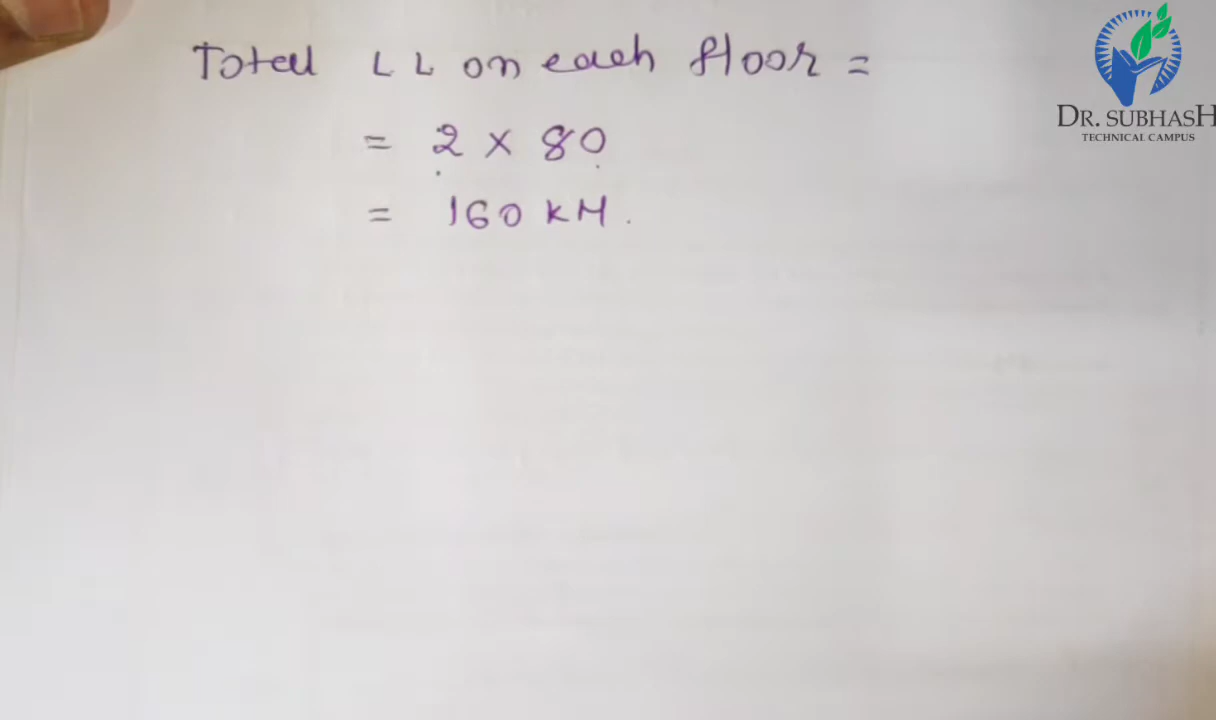 Total LL on each floor =
= 2 × 80
= 160 KN.
DR. SUBHASH
TECHNICAL CAMPUS